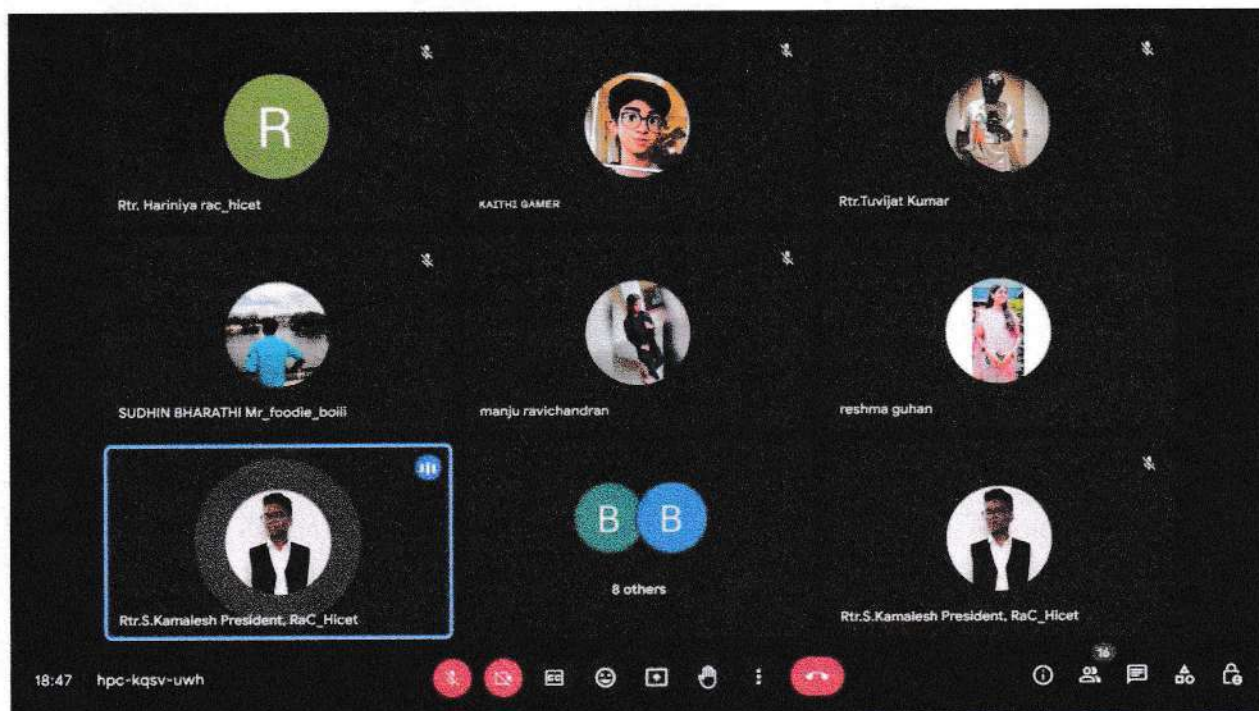 R
Rtr. Hariniya rac_hicet
KAITHI GAMER
Rtr.Tuvijat Kumar
SUDHIN BHARATHI Mr_foodie_boiii
manju ravichandran
reshma guhan
Rtr.S.Kamalesh President, RaC_Hicet
B B
8 others
Rtr.S.Kamalesh President, RaC_Hicet
18:47 hpc-kqsv-uwh
CC
16